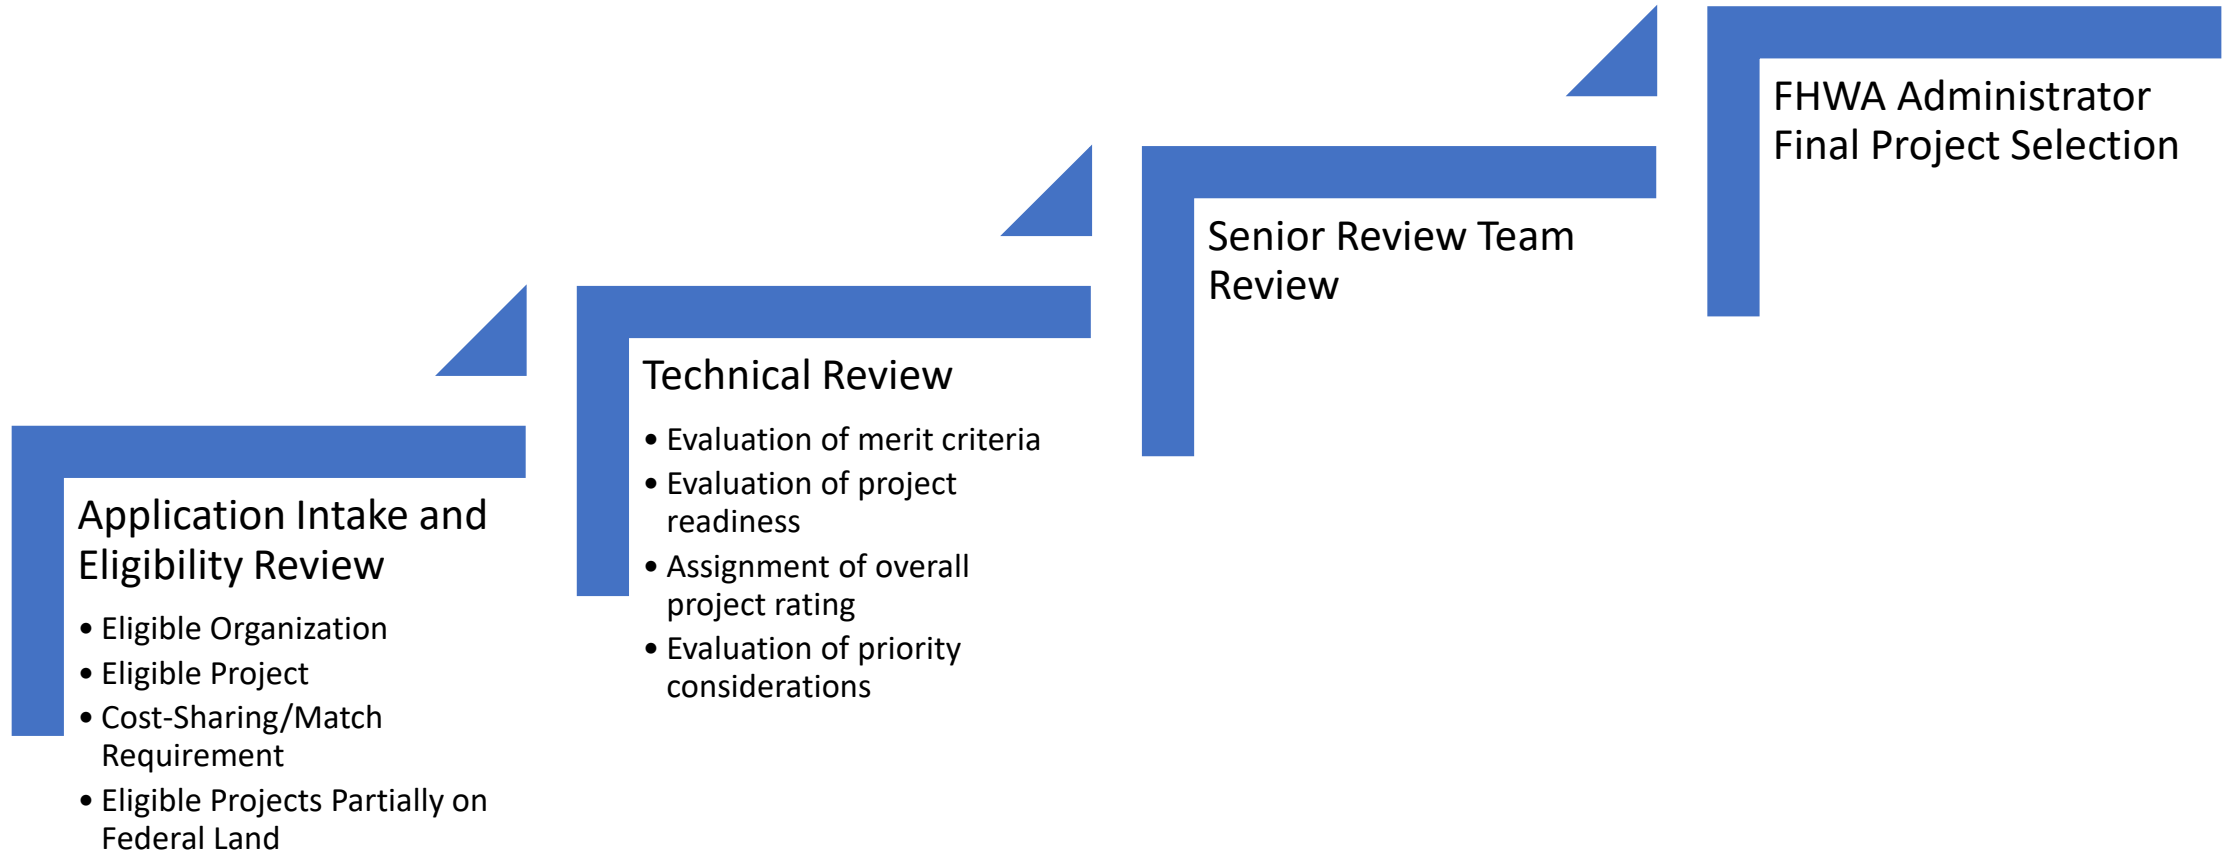 Application Intake and
Eligibility Review
• Eligible Organization
• Eligible Project
• Cost-Sharing/Match
Requirement
• Eligible Projects Partially on
Federal Land
Technical Review
• Evaluation of merit criteria
• Evaluation of project
readiness
• Assignment of overall
project rating
• Evaluation of priority
considerations
Senior Review Team
Review
FHWA Administrator
Final Project Selection